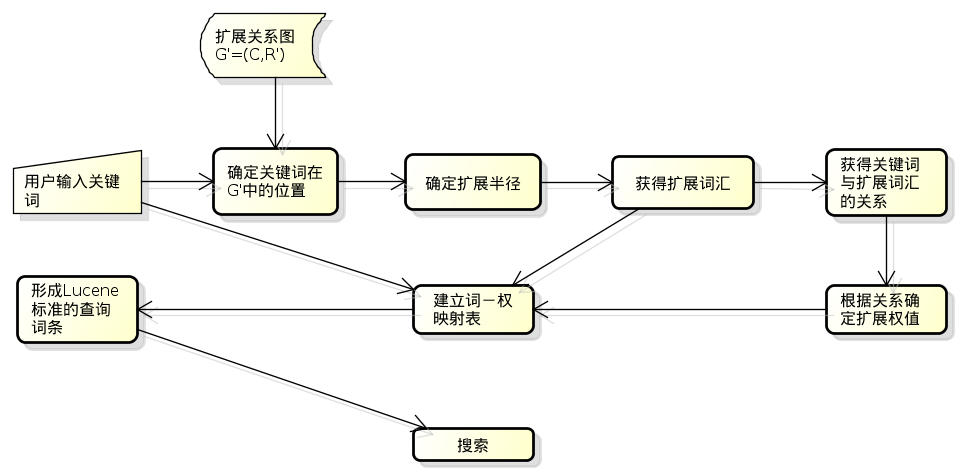 扩展关系图
G'=(C,R')
用户输入关键
词
确定关键词在
G'中的位置
确定扩展半径
获得扩展词汇
获得关键词
与扩展词汇
的关系
形成Lucene
标准的查询
词条
建立词－权
映射表
根据关系确
定扩展权值
搜索